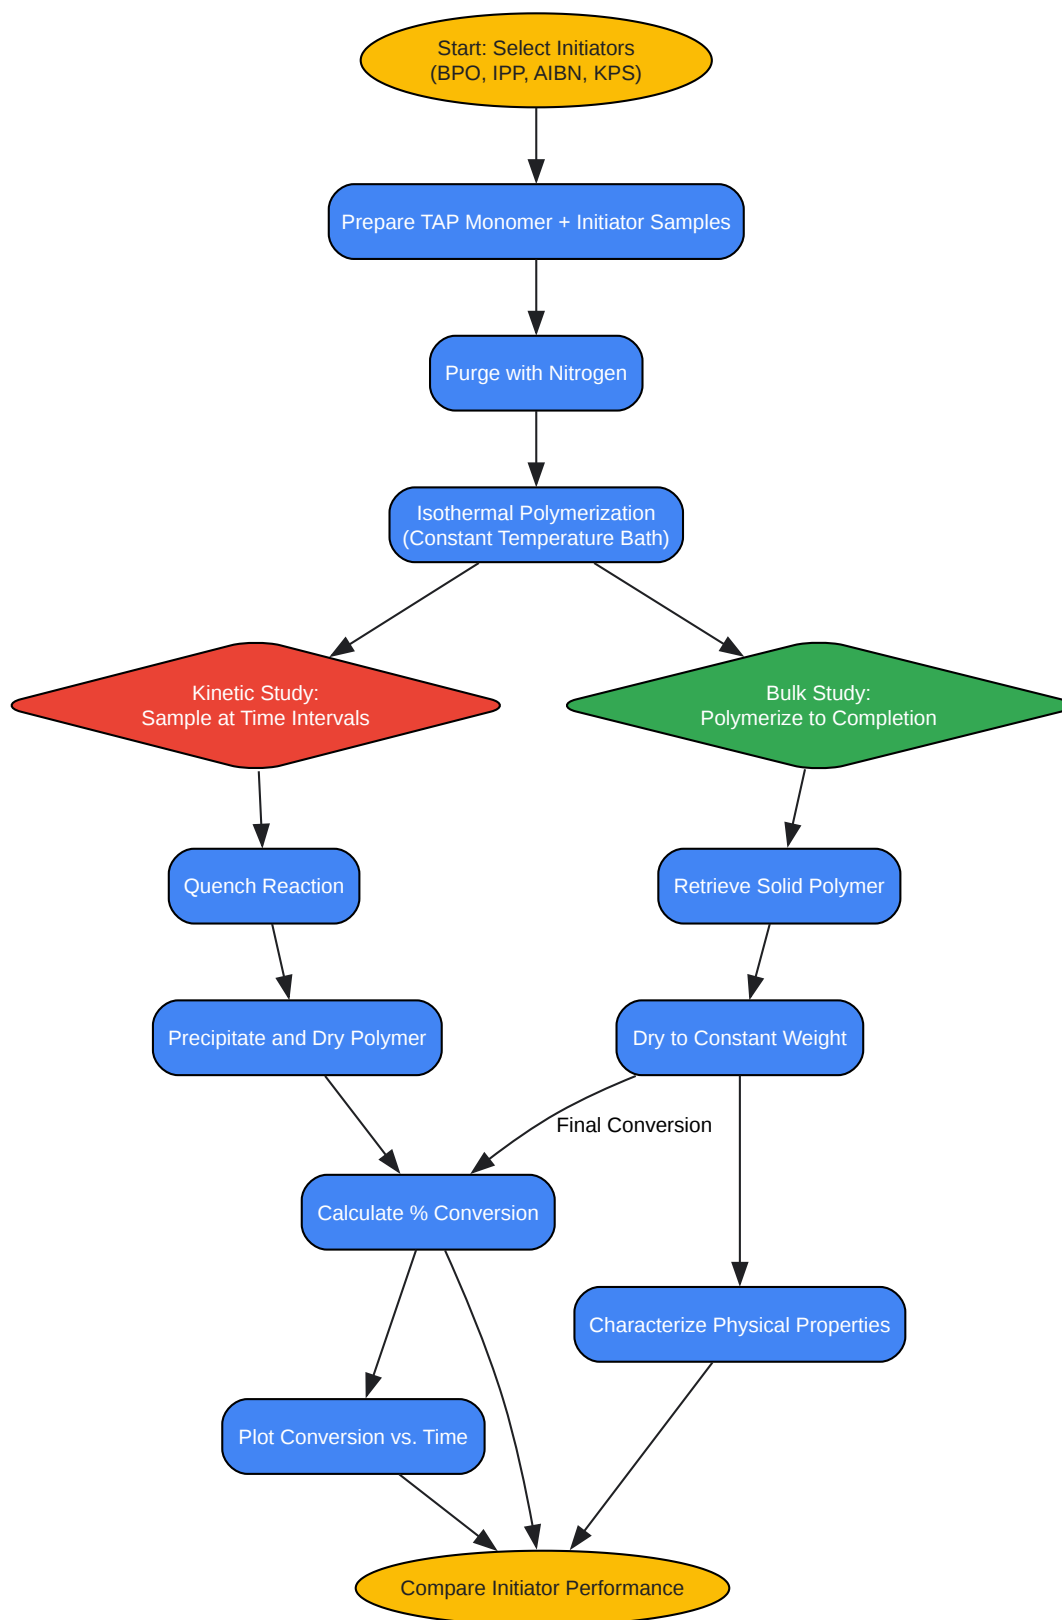 Start: Select Initiators
(BPO, IPP, AIBN, KPS)
Prepare TAP Monomer + Initiator Samples
Purge with Nitrogen
Isothermal Polymerization
(Constant Temperature Bath)
Kinetic Study:
Sample at Time Intervals
Bulk Study:
Polymerize to Completion
Quench Reaction
Retrieve Solid Polymer
Precipitate and Dry Polymer
Dry to Constant Weight
Final Conversion
Calculate % Conversion
Characterize Physical Properties
Plot Conversion vs. Time
Compare Initiator Performance